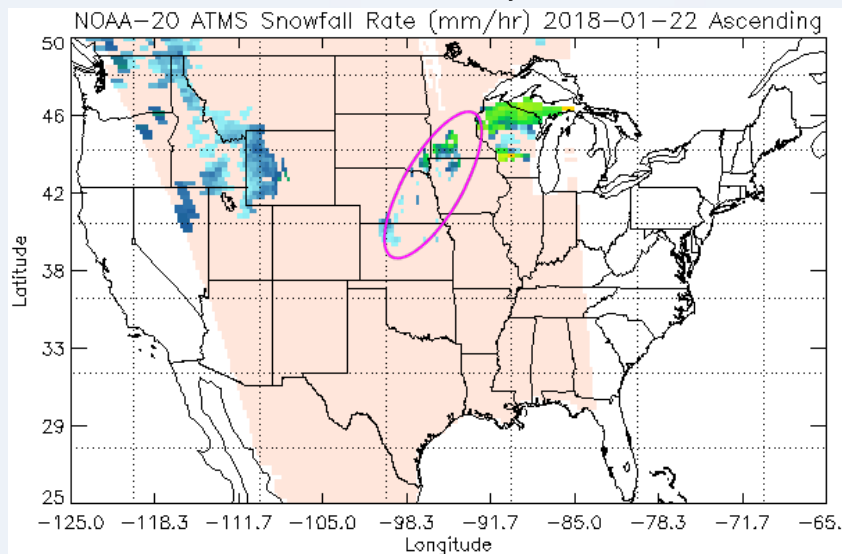 NOAA-20 ATMS Snowfall Rate (mm/hr) 2018-01-22 Ascending
50
46
42
38
33
29
25
Latitude
-125.0 -118.3 -111.7 -105.0 -98.3 -91.7 -85.0 -78.3 -71.7 -65.
Longitude